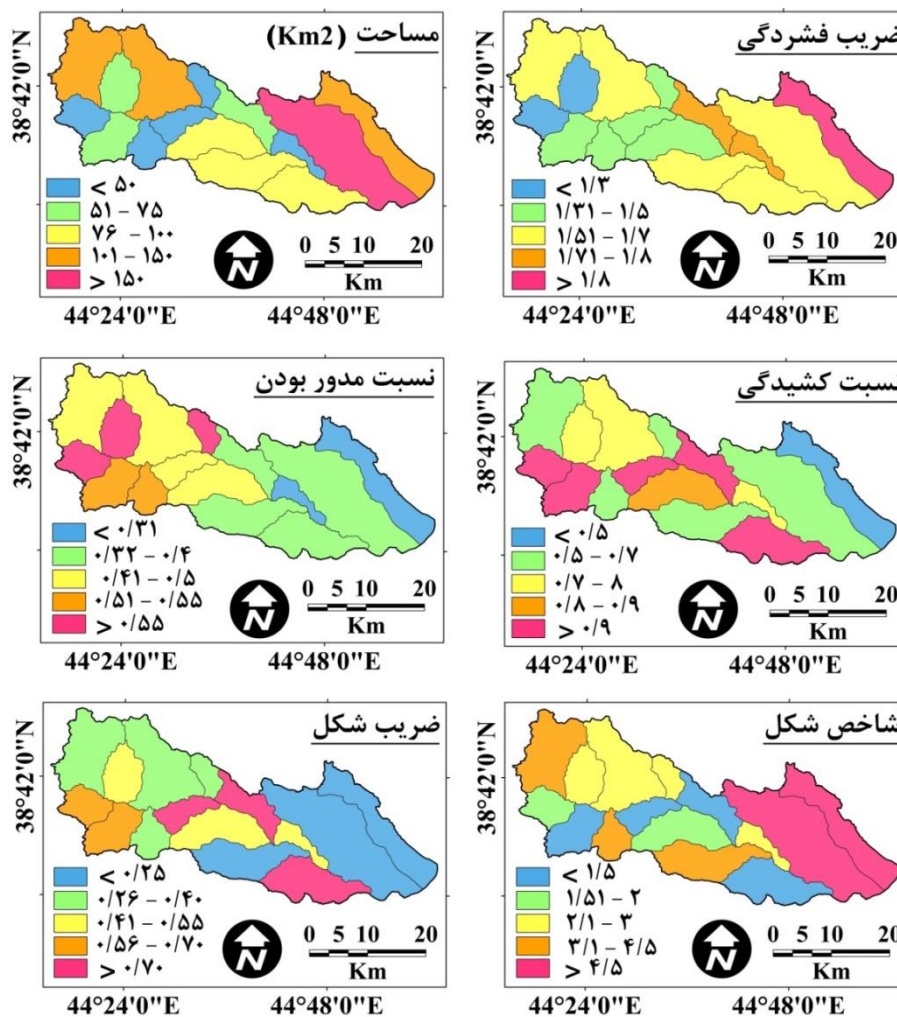 مساحت (Km2)
38°42'0"N
< ۵۰
۵۱ - ۷۵
۷۶ - ۱۰۰
۱۰۱ - ۱۵۰
> ۱۵۰
N
0 5 10 20
Km
44°24'0"E 44°48'0"E
ضریب فشردگی
38°42'0"N
< ۱/۳
۱/۳۱ - ۱/۵
۱/۵۱ - ۱/۷
۱/۷۱ - ۱/۸
> ۱/۸
N
0 5 10 20
Km
44°24'0"E 44°48'0"E
نسبت مدور بودن
38°42'0"N
< ۰/۳۱
۰/۳۲ - ۰/۴
۰/۴۱ - ۰/۵
۰/۵۱ - ۰/۵۵
> ۰/۵۵
N
0 5 10 20
Km
44°24'0"E 44°48'0"E
نسبت کشیدگی
38°42'0"N
< ۰/۵
۰/۵ - ۰/۷
۰/۷ - ۸
۰/۸ - ۰/۹
> ۰/۹
N
0 5 10 20
Km
44°24'0"E 44°48'0"E
ضریب شکل
38°42'0"N
< ۰/۲۵
۰/۲۶ - ۰/۴۰
۰/۴۱ - ۰/۵۵
۰/۵۶ - ۰/۷۰
> ۰/۷۰
N
0 5 10 20
Km
44°24'0"E 44°48'0"E
شاخص شکل
38°42'0"N
< ۱/۵
۱/۵۱ - ۲
۲/۱ - ۳
۳/۱ - ۴/۵
> ۴/۵
N
0 5 10 20
Km
44°24'0"E 44°48'0"E